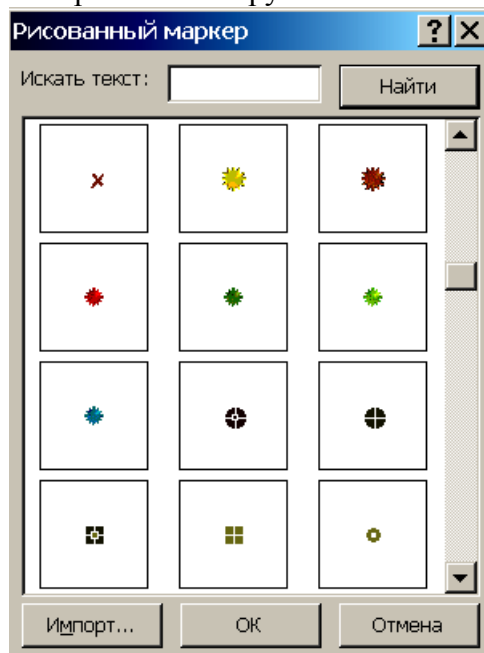 Рисованный маркер
Искать текст:
Найти
Импорт...
ОК
Отмена